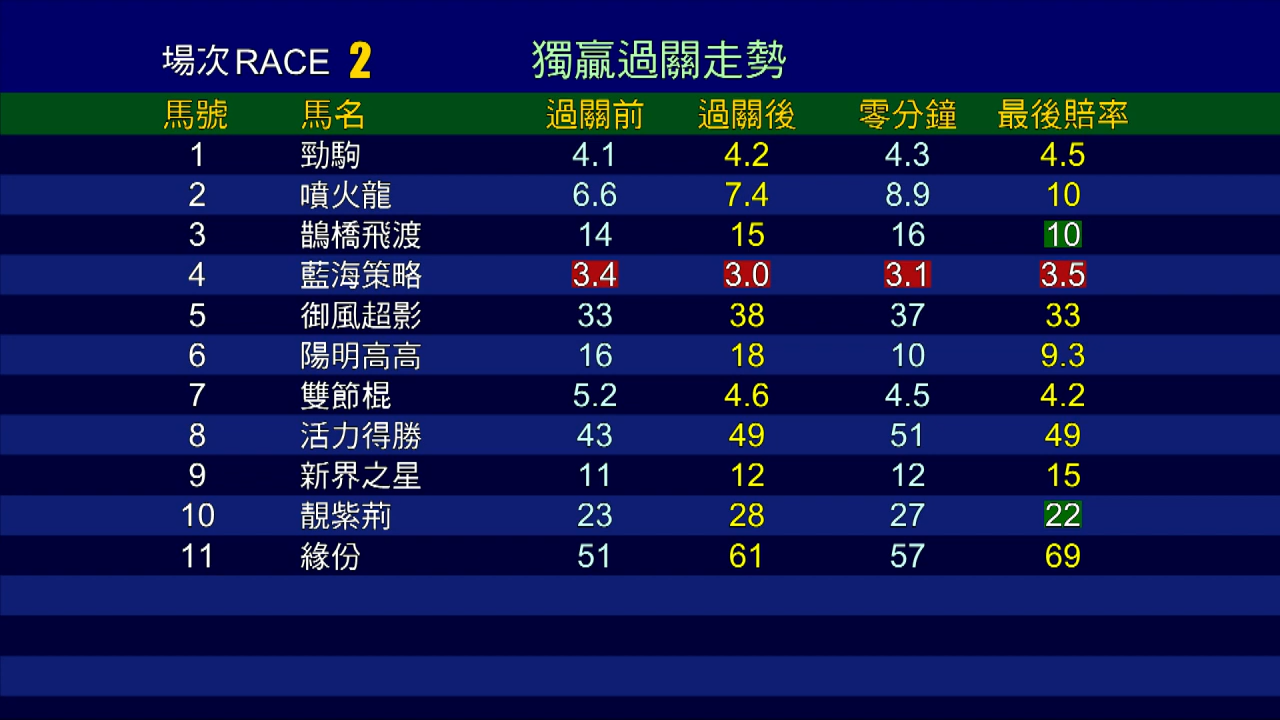 場次RACE 2 獨贏過關走勢
馬號 馬名 過關前 過關後 零分鐘 最後賠率
1 勁駒 4.1 4.2 4.3 4.5
2 噴火龍 6.6 7.4 8.9 10
3 鵲橋飛渡 14 15 16 10
4 藍海策略 3.4 3.0 3.1 3.5
5 御風超影 33 38 37 33
6 陽明高高 16 18 10 9.3
7 雙節棍 5.2 4.6 4.5 4.2
8 活力得勝 43 49 51 49
9 新界之星 11 12 12 15
10 靚紫荊 23 28 27 22
11 緣份 51 61 57 69